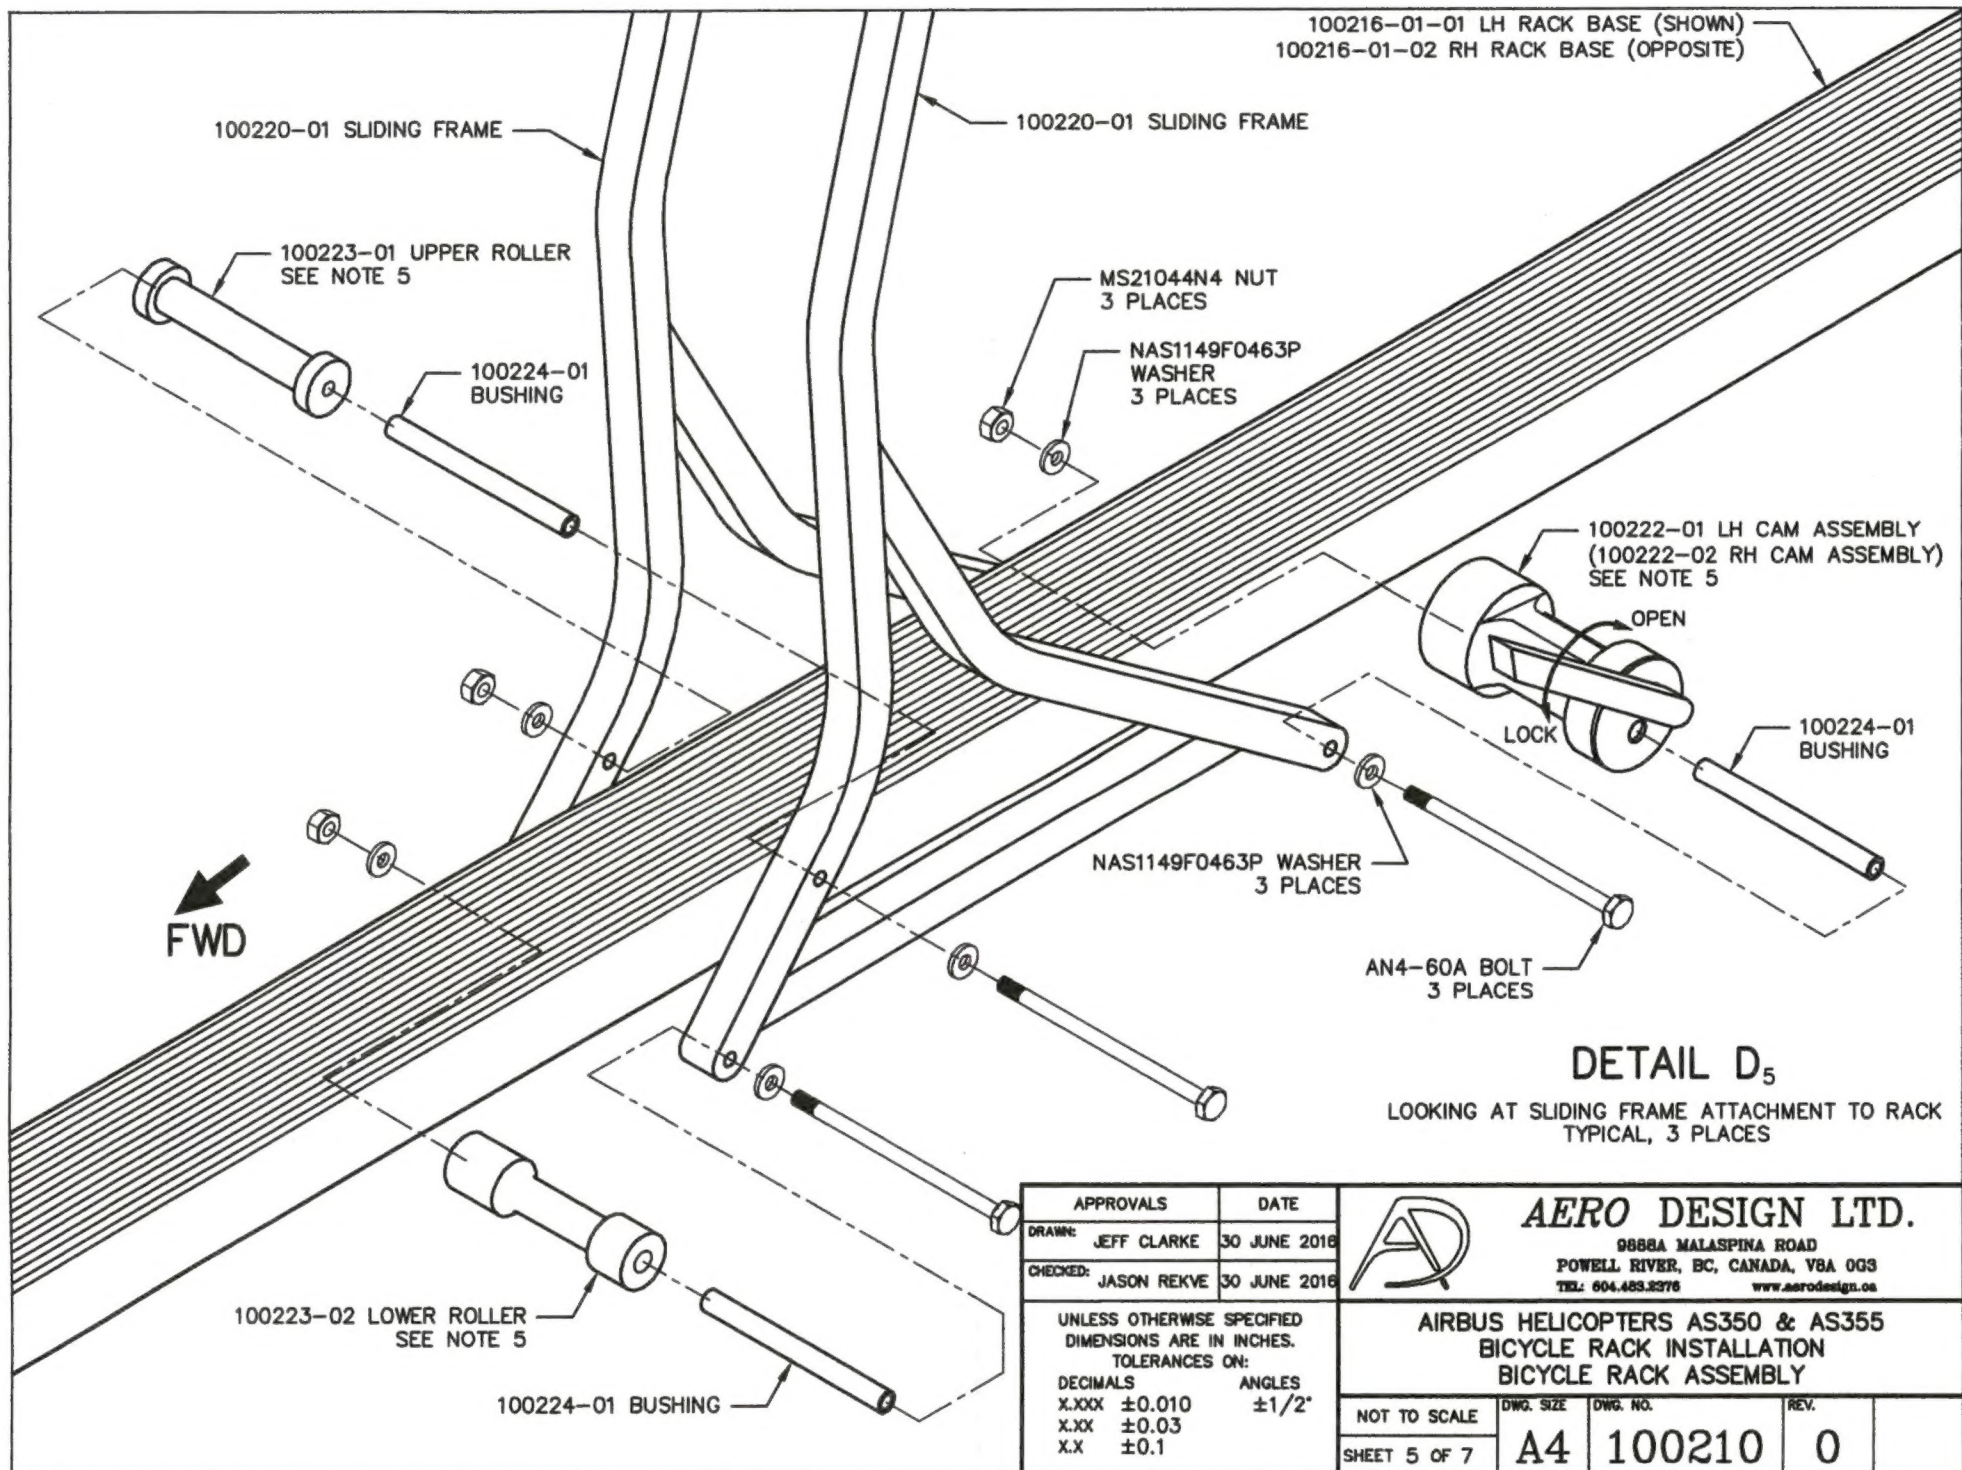 100216-01-01 LH RACK BASE (SHOWN)
100216-01-02 RH RACK BASE (OPPOSITE)
100220-01 SLIDING FRAME
100220-01 SLIDING FRAME
100223-01 UPPER ROLLER
SEE NOTE 5
MS21044N4 NUT
3 PLACES
NAS1149F0463P
WASHER
3 PLACES
100224-01
BUSHING
100222-01 LH CAM ASSEMBLY
(100222-02 RH CAM ASSEMBLY)
SEE NOTE 5
OPEN
LOCK
100224-01
BUSHING
NAS1149F0463P WASHER
3 PLACES
FWD
AN4-60A BOLT
3 PLACES
DETAIL D5
LOOKING AT SLIDING FRAME ATTACHMENT TO RACK
TYPICAL, 3 PLACES
100223-02 LOWER ROLLER
SEE NOTE 5
100224-01 BUSHING
APPROVALS DATE
DRAWN: JEFF CLARKE 30 JUNE 2016
CHECKED: JASON REKVE 30 JUNE 2016
UNLESS OTHERWISE SPECIFIED
DIMENSIONS ARE IN INCHES.
TOLERANCES ON:
DECIMALS ANGLES
X.XXX ±0.010 ±1/2°
X.XX ±0.03
X.X ±0.1
AD
AERO DESIGN LTD.
9888A MALASPINA ROAD
POWELL RIVER, BC, CANADA, V8A 0G3
TEL: 604.483.2376 www.aerodesign.ca
AIRBUS HELICOPTERS AS350 & AS355
BICYCLE RACK INSTALLATION
BICYCLE RACK ASSEMBLY
NOT TO SCALE
SHEET 5 OF 7
DWG. SIZE
A4
DWG. NO.
100210
REV.
0